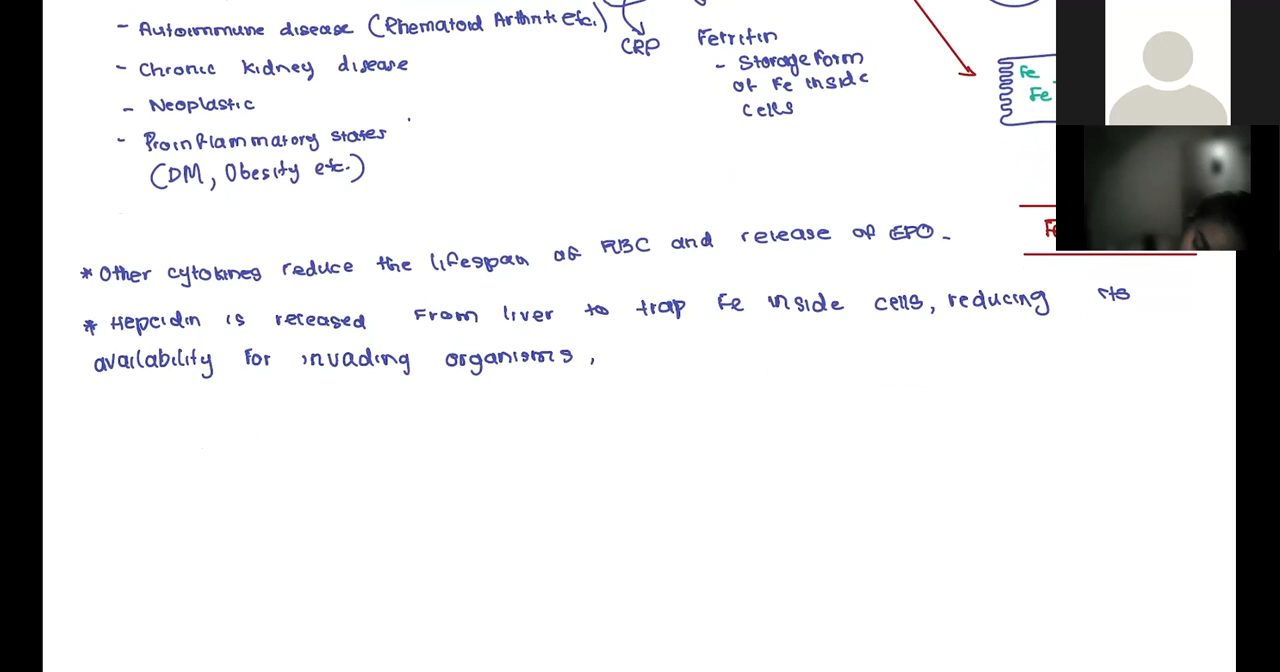 - Autoimmune disease (Rhematoid Arthritis etc.)
- Chronic kidney disease
- Neoplastic
- Proinflammatory states
(DM, Obesity etc.)
CRP
Ferritin
- Storage form
of Fe inside
cells
Fe
Fe
* Other cytokines reduce the lifespan of RBC and release of EPO.
* Hepcidin is released from liver to trap Fe inside cells, reducing its
availability for invading organisms,